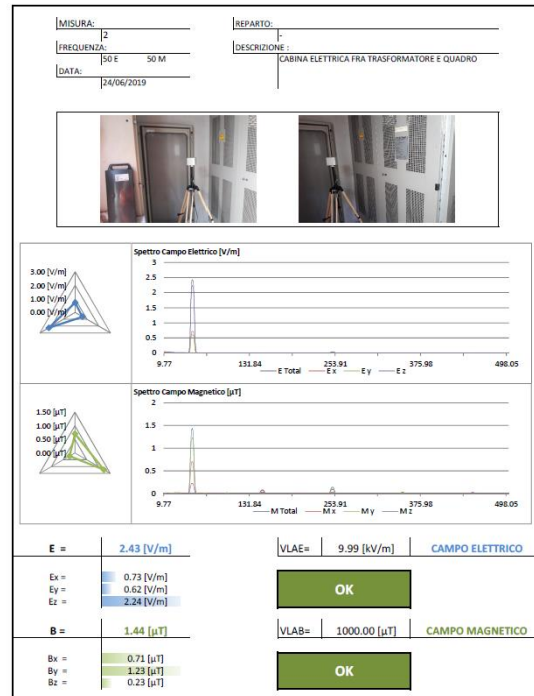 MISURA: REPARTO:
2 -
FREQUENZA: DESCRIZIONE :
50 E 50 M CABINA ELETTRICA FRA TRASFORMATORE E QUADRO
DATA:
24/06/2019
Spettro Campo Elettrico [V/m]
3.00 [V/m]
2.00 [V/m]
1.00 [V/m]
0.00 [V/m]
3
2.5
2
1.5
1
0.5
0
9.77 131.84 253.91 375.98 498.05
E Total E x E y E z
Spettro Campo Magnetico [µT]
1.50 [µT]
1.00 [µT]
0.50 [µT]
0.00 [µT]
2
1.5
1
0.5
0
9.77 131.84 253.91 375.98 498.05
M Total M x M y M z
E = 2.43 [V/m] VLAE= 9.99 [kV/m] CAMPO ELETTRICO
Ex = 0.73 [V/m]
Ey = 0.62 [V/m]
Ez = 2.24 [V/m]
OK
B = 1.44 [µT] VLAB= 1000.00 [µT] CAMPO MAGNETICO
Bx = 0.71 [µT]
By = 1.23 [µT]
Bz = 0.23 [µT]
OK